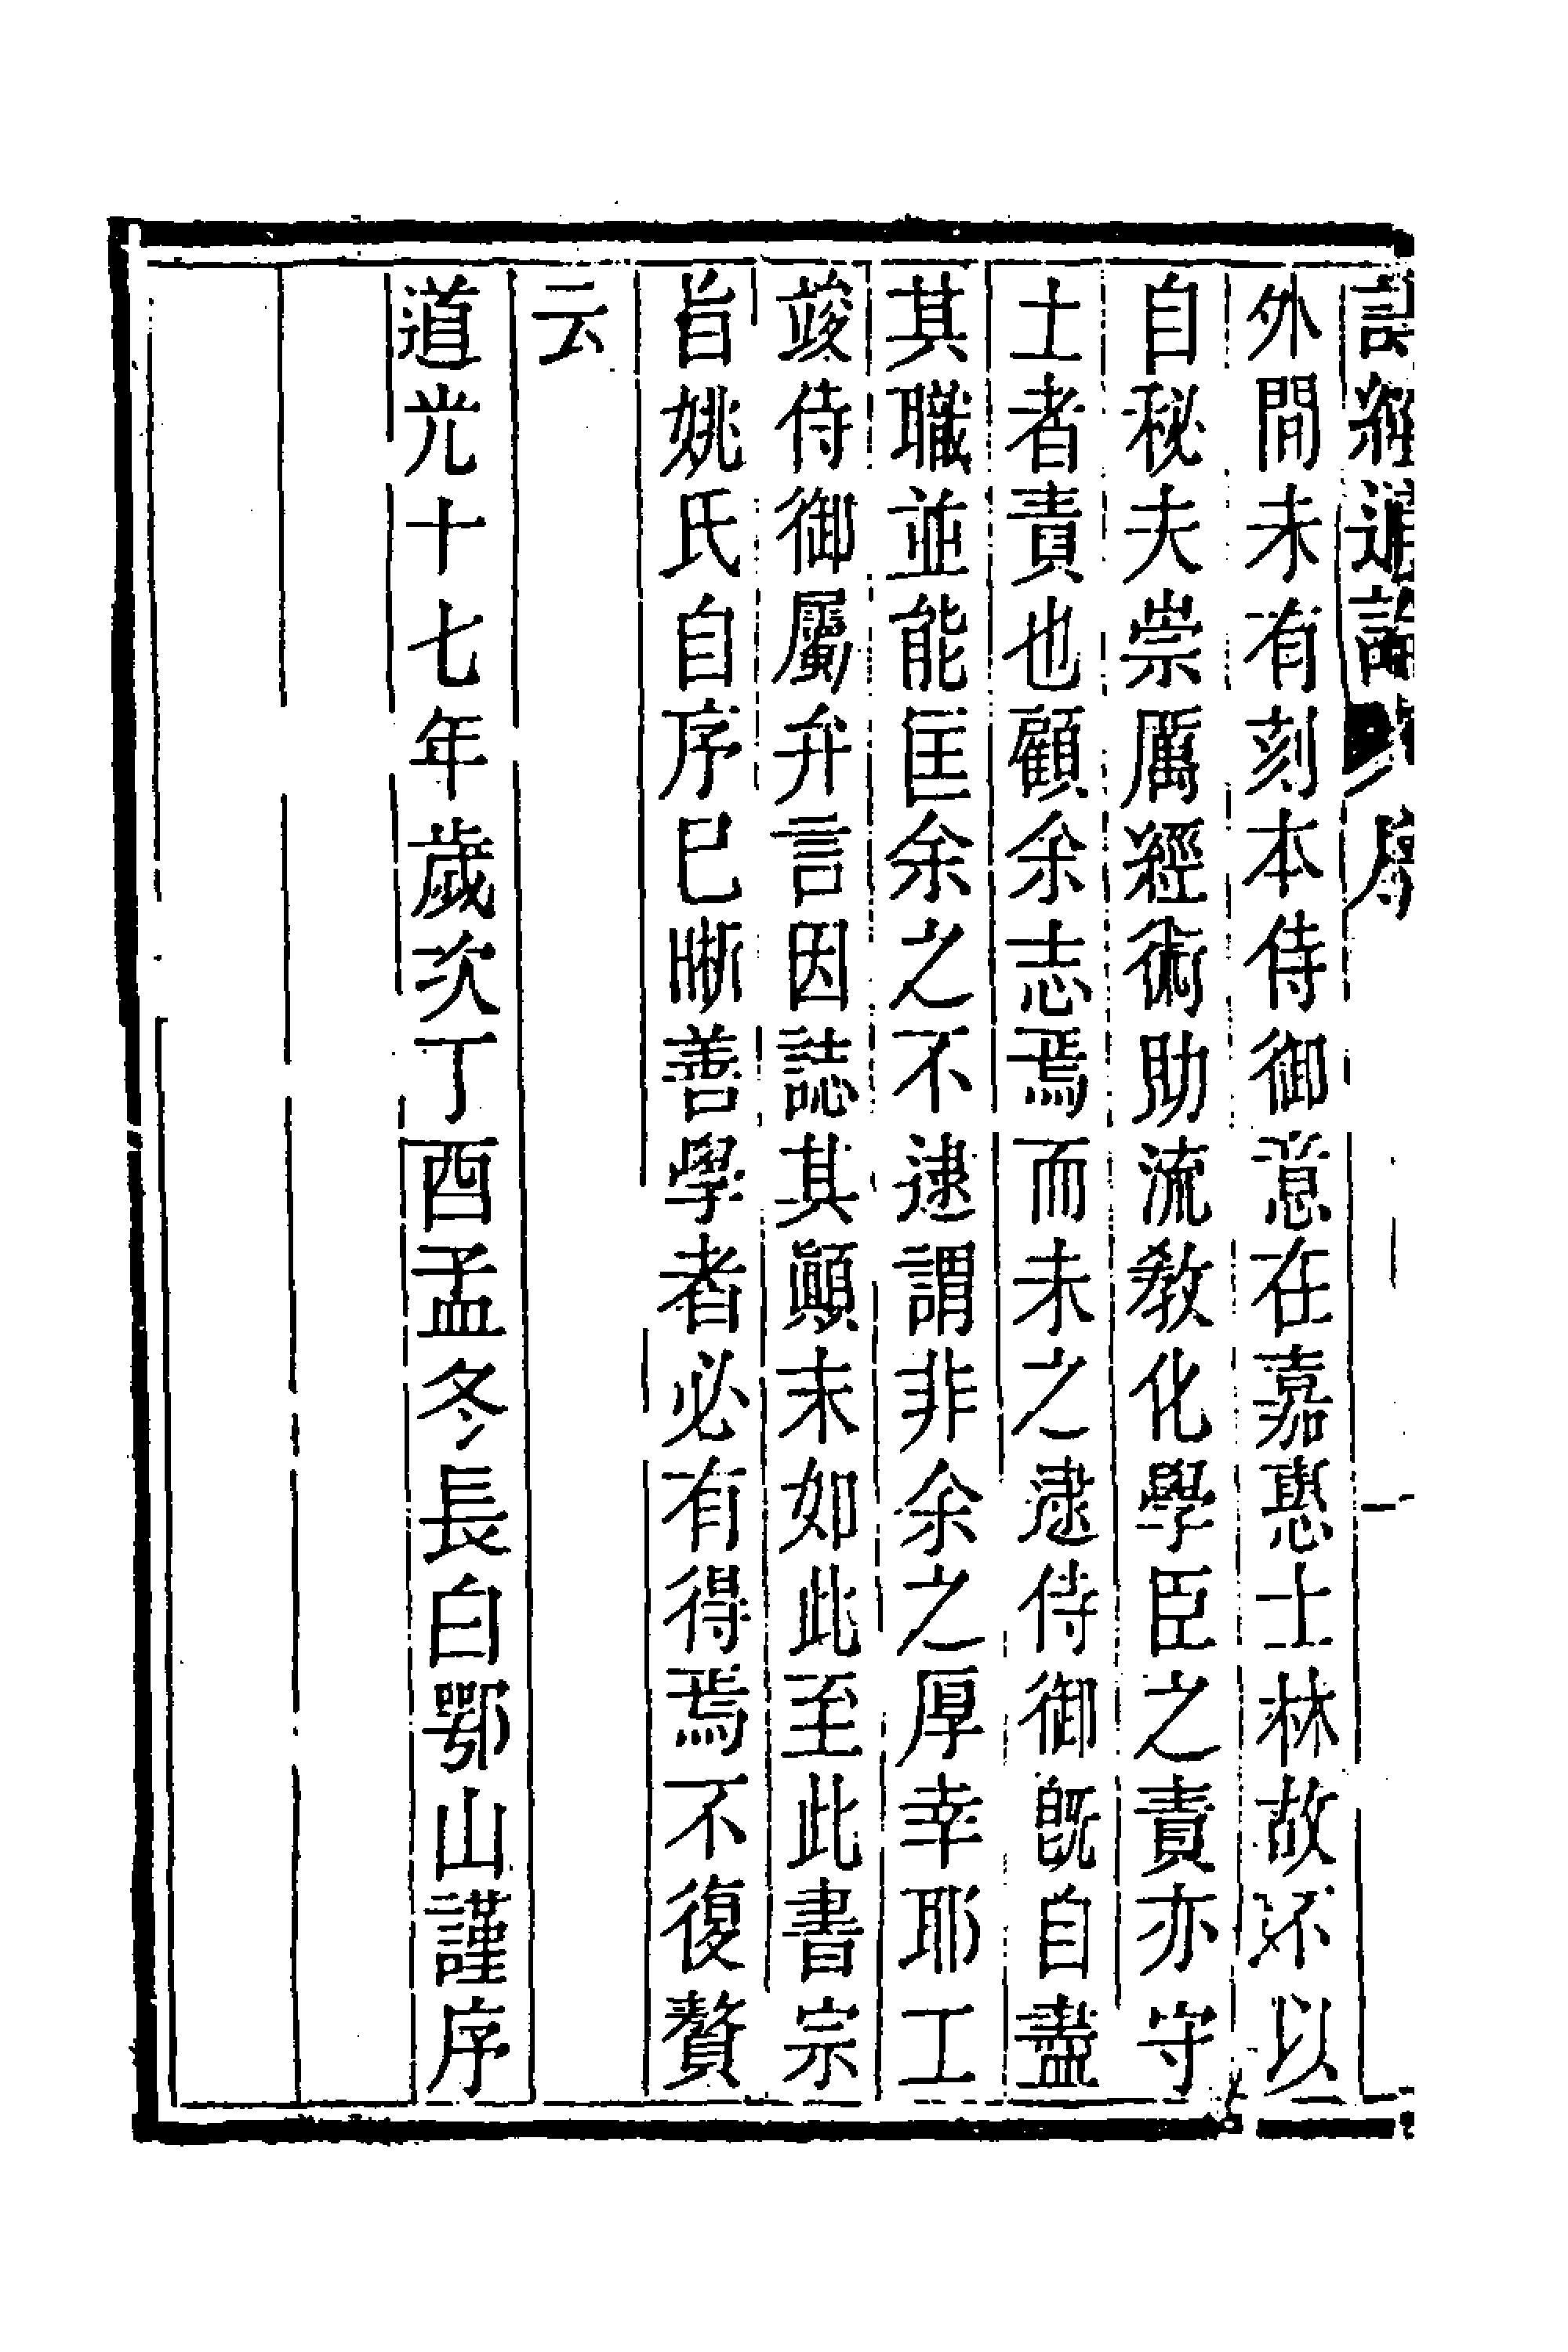 詩經通論 序 一
外間未有刻本侍御意在嘉惠士林故不以
自秘夫崇厲經術助流教化學臣之責亦守
土者責也顧余志焉而未之逮侍御旣自盡
其職並能匡余之不逮謂非余之厚幸耶工
竣侍御屬弁言因誌其顚末如此至此書宗
旨姚氏自序已晰善學者必有得焉不復贅
云
道光十七年歲次丁酉孟冬長白鄂山謹序